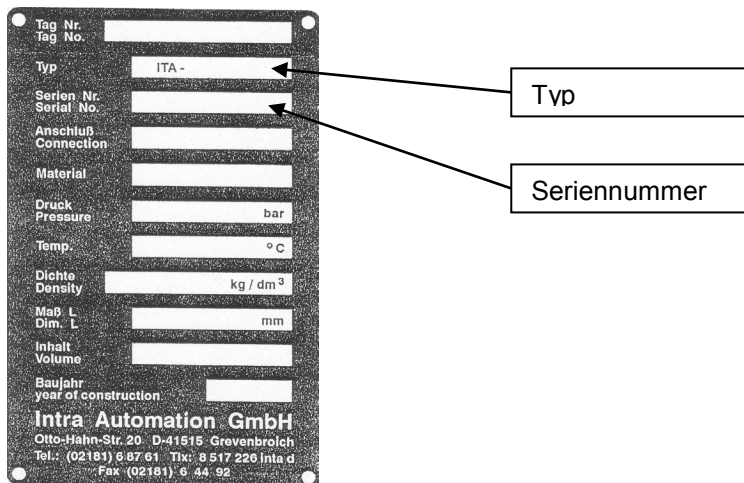 Tag Nr.
Tag No.
Typ
ITA -
Serien Nr.
Serial No.
Anschluß
Connection
Material
Druck
Pressure
bar
Temp.
°C
Dichte
Density
kg / dm³
Maß L
Dim. L
mm
Inhalt
Volume
Baujahr
year of construction
Intra Automation GmbH
Otto-Hahn-Str. 20 D-41515 Grevenbroich
Tel.: (02181) 6 87 61 Tlx: 8 517 226 inta d
Fax (02181) 6 44 92
Typ
Seriennummer